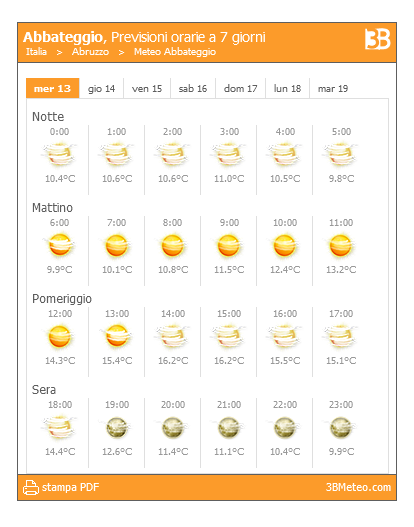 Abbateggio, Previsioni orarie a 7 giorni
3B
Italia > Abruzzo > Meteo Abbateggio
mer 13 gio 14 ven 15 sab 16 dom 17 lun 18 mar 19
Notte
0:00 1:00 2:00 3:00 4:00 5:00
10.4°C 10.6°C 10.6°C 11.0°C 10.5°C 9.8°C
Mattino
6:00 7:00 8:00 9:00 10:00 11:00
9.9°C 10.1°C 10.8°C 11.5°C 12.4°C 13.2°C
Pomeriggio
12:00 13:00 14:00 15:00 16:00 17:00
14.3°C 15.4°C 16.2°C 16.2°C 15.5°C 15.1°C
Sera
18:00 19:00 20:00 21:00 22:00 23:00
14.4°C 12.6°C 11.4°C 11.1°C 10.4°C 9.9°C
stampa PDF 3BMeteo.com